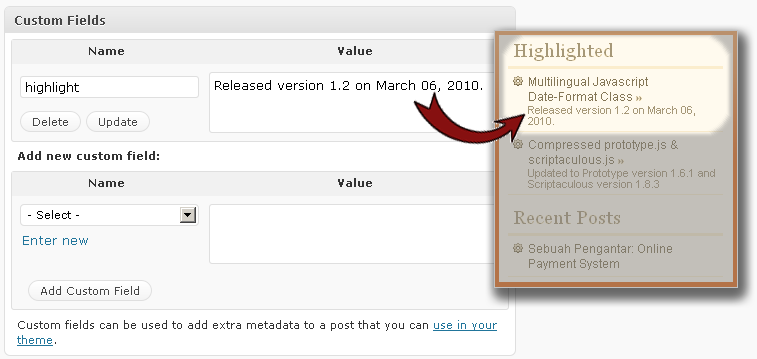 Custom Fields
Name Value
highlight
Released version 1.2 on March 06, 2010.
Delete Update
Add new custom field:
Name Value
- Select -
Enter new
Add Custom Field
Custom fields can be used to add extra metadata to a post that you can use in your
theme.
Highlighted
Multilingual Javascript
Date-Format Class »
Released version 1.2 on March 06,
2010.
Compressed prototype.js &
scriptaculous.js »
Updated to Prototype version 1.6.1 and
Scriptaculous version 1.8.3
Recent Posts
Sebuah Pengantar: Online
Payment System